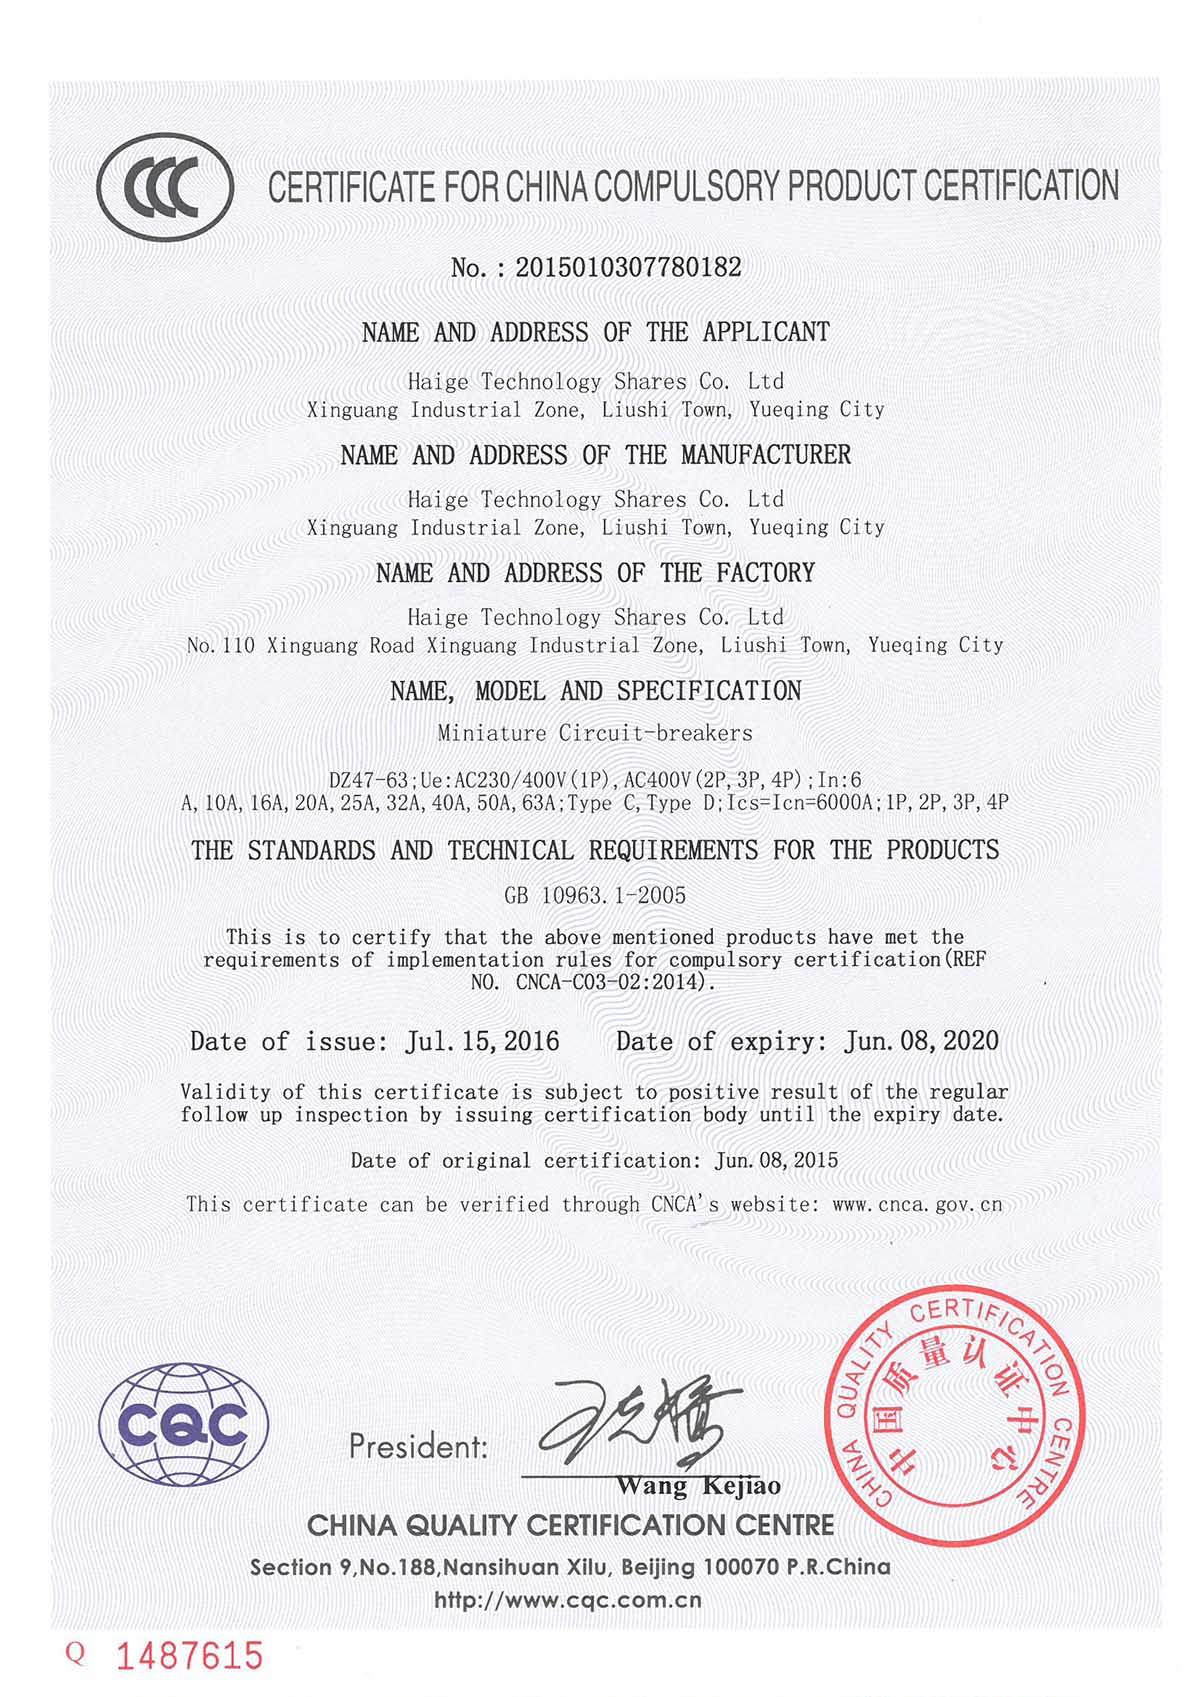 CCC
CERTIFICATE FOR CHINA COMPULSORY PRODUCT CERTIFICATION
No. : 2015010307780182
NAME AND ADDRESS OF THE APPLICANT
Haige Technology Shares Co. Ltd
Xinguang Industrial Zone, Liushi Town, Yueqing City
NAME AND ADDRESS OF THE MANUFACTURER
Haige Technology Shares Co. Ltd
Xinguang Industrial Zone, Liushi Town, Yueqing City
NAME AND ADDRESS OF THE FACTORY
Haige Technology Shares Co. Ltd
No.110 Xinguang Road Xinguang Industrial Zone, Liushi Town, Yueqing City
NAME, MODEL AND SPECIFICATION
Miniature Circuit-breakers
DZ47-63;Ue:AC230/400V(1P),AC400V(2P,3P,4P);In:6
A,10A,16A,20A,25A,32A,40A,50A,63A;Type C,Type D;Ics=Icn=6000A;1P,2P,3P,4P
THE STANDARDS AND TECHNICAL REQUIREMENTS FOR THE PRODUCTS
GB 10963.1-2005
This is to certify that the above mentioned products have met the
requirements of implementation rules for compulsory certification(REF
NO. CNCA-C03-02:2014).
Date of issue: Jul.15,2016 Date of expiry: Jun.08,2020
Validity of this certificate is subject to positive result of the regular
follow up inspection by issuing certification body until the expiry date.
Date of original certification: Jun.08,2015
This certificate can be verified through CNCA's website: www.cnca.gov.cn
CHINA QUALITY CERTIFICATION CENTRE
中国质量认证中心
CQC
President:
王克娇
Wang Kejiao
CHINA QUALITY CERTIFICATION CENTRE
Section 9,No.188,Nansihuan Xilu, Beijing 100070 P.R.China
http://www.cqc.com.cn
Q 1487615